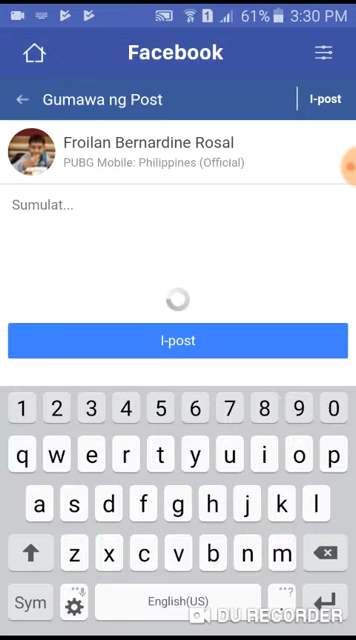 61% 3:30 PM
Facebook
Gumawa ng Post I-post
Froilan Bernardine Rosal
PUBG Mobile: Philippines (Official)
Sumulat...
I-post
1 2 3 4 5 6 7 8 9 0
q w e r t y u i o p
a s d f g h j k l
z x c v b n m
Sym English(US)
DU RECORDER